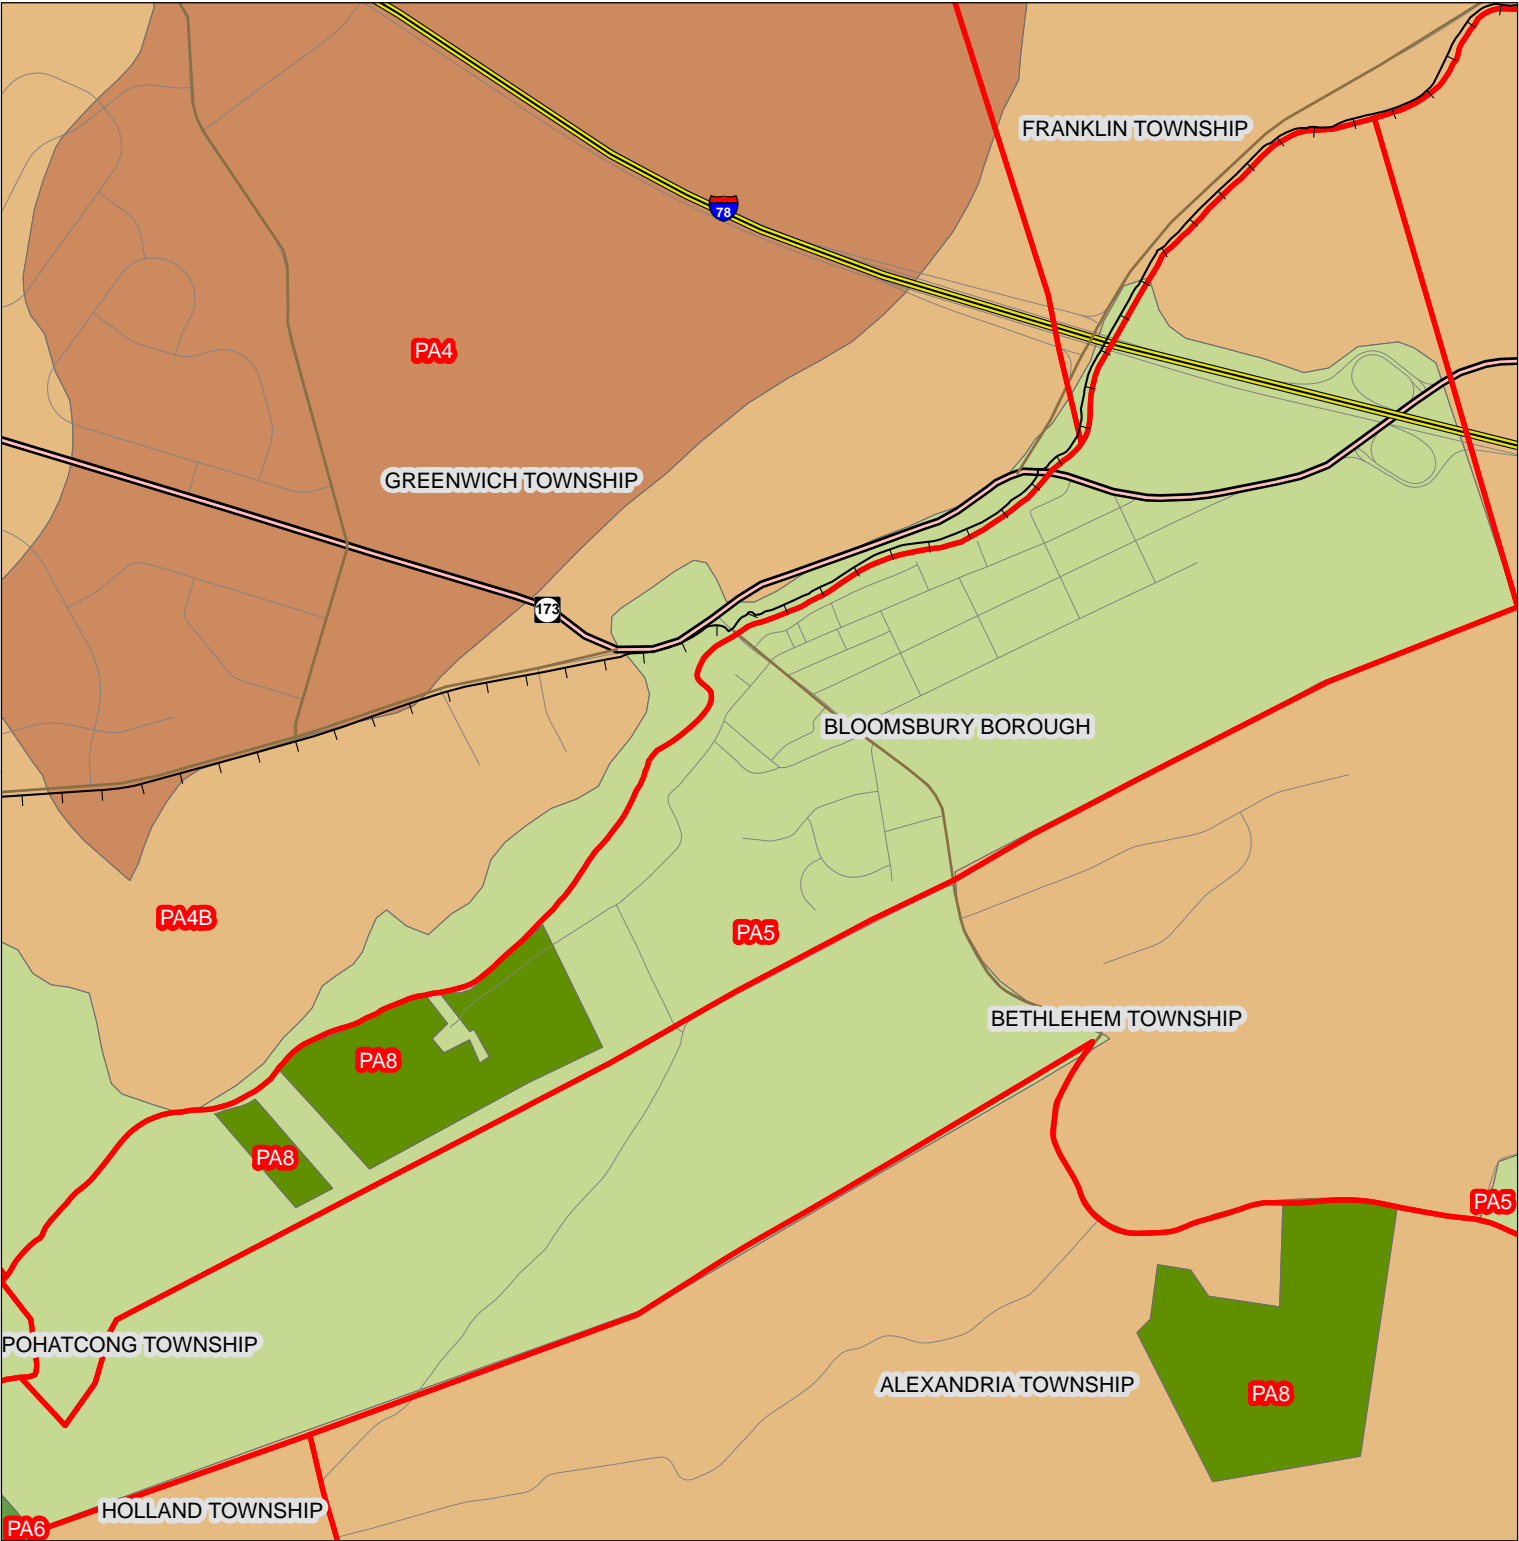 FRANKLIN TOWNSHIP
78
PA4
GREENWICH TOWNSHIP
173
BLOOMSBURY BOROUGH
PA4B
PA5
BETHLEHEM TOWNSHIP
PA8
PA8
PA5
POHATCONG TOWNSHIP
ALEXANDRIA TOWNSHIP
PA8
HOLLAND TOWNSHIP
PA6